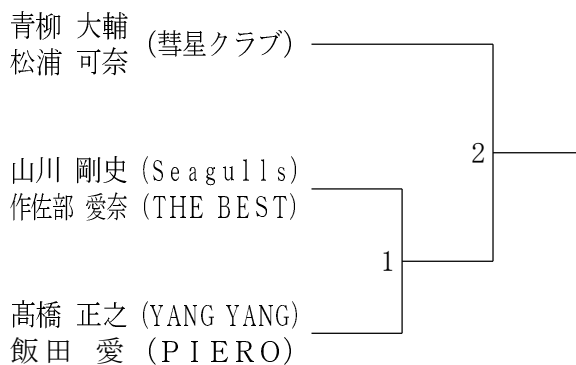 青柳 大輔
松浦 可奈
(彗星クラブ)
2
山川 剛史 (Seagulls)
作佐部 愛奈 (THE BEST)
1
髙橋 正之 (YANG YANG)
飯田 愛 (PIERO)